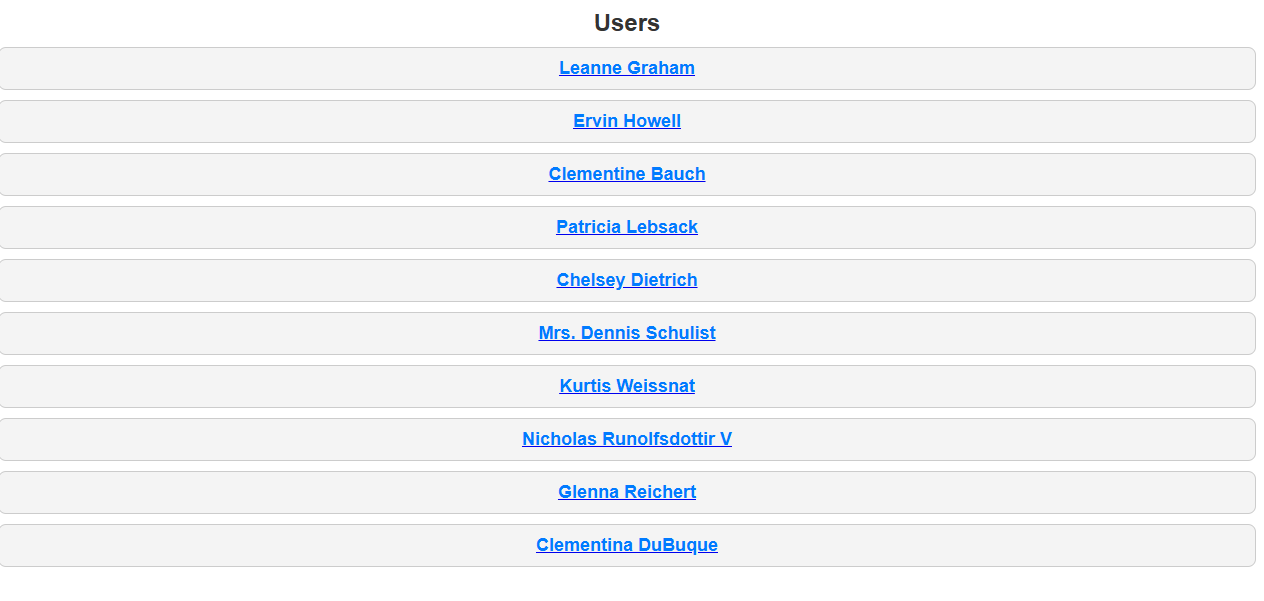 Users
Leanne Graham
Ervin Howell
Clementine Bauch
Patricia Lebsack
Chelsey Dietrich
Mrs. Dennis Schulist
Kurtis Weissnat
Nicholas Runolfsdottir V
Glenna Reichert
Clementina DuBuque